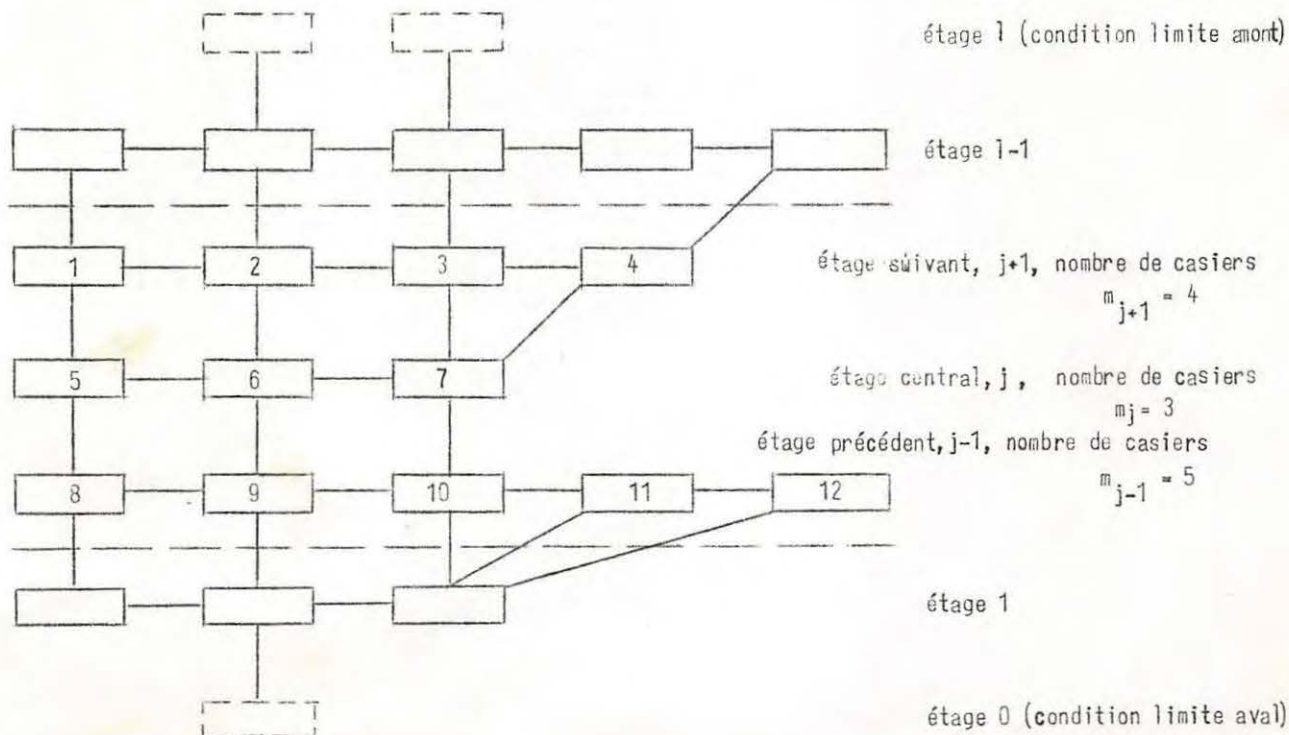 étage l (condition limite amont)
étage l-1
1 2 3 4
étage suivant, j+1, nombre de casiers
m j+1 = 4
5 6 7
étage central, j, nombre de casiers
mj = 3
étage précédent, j-1, nombre de casiers
m j-1 = 5
8 9 10 11 12
étage 1
étage 0 (condition limite aval)